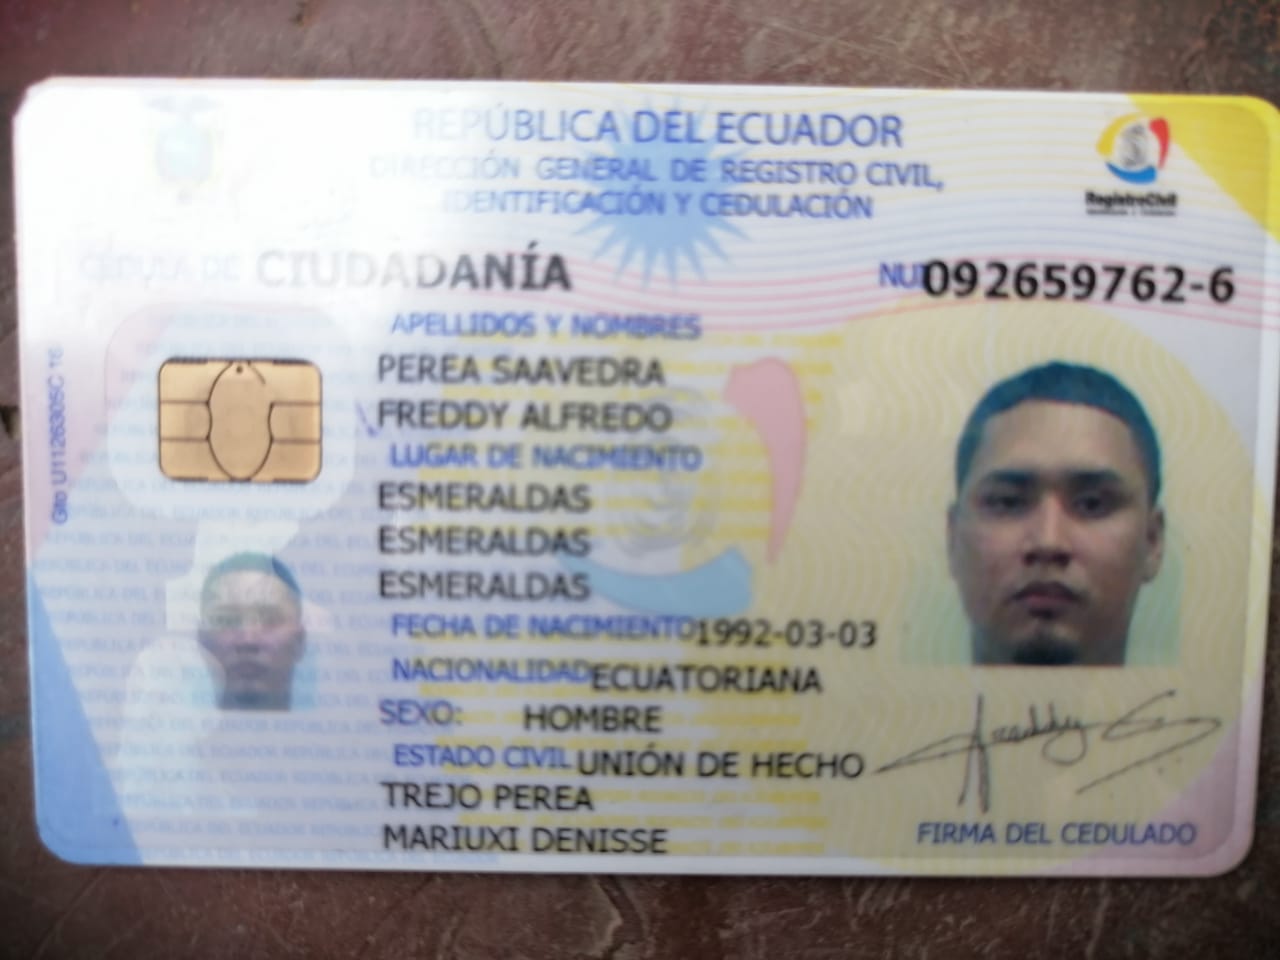 REPÚBLICA DEL ECUADOR
DIRECCIÓN GENERAL DE REGISTRO CIVIL,
IDENTIFICACIÓN Y CEDULACIÓN
RegistroCivil
CÉDULA DE CIUDADANÍA
NUI 092659762-6
APELLIDOS Y NOMBRES
PEREA SAAVEDRA
FREDDY ALFREDO
LUGAR DE NACIMIENTO
ESMERALDAS
ESMERALDAS
ESMERALDAS
FECHA DE NACIMIENTO 1992-03-03
NACIONALIDAD ECUATORIANA
SEXO: HOMBRE
ESTADO CIVIL UNIÓN DE HECHO
TREJO PEREA
MARIUXI DENISSE
FIRMA DEL CEDULADO